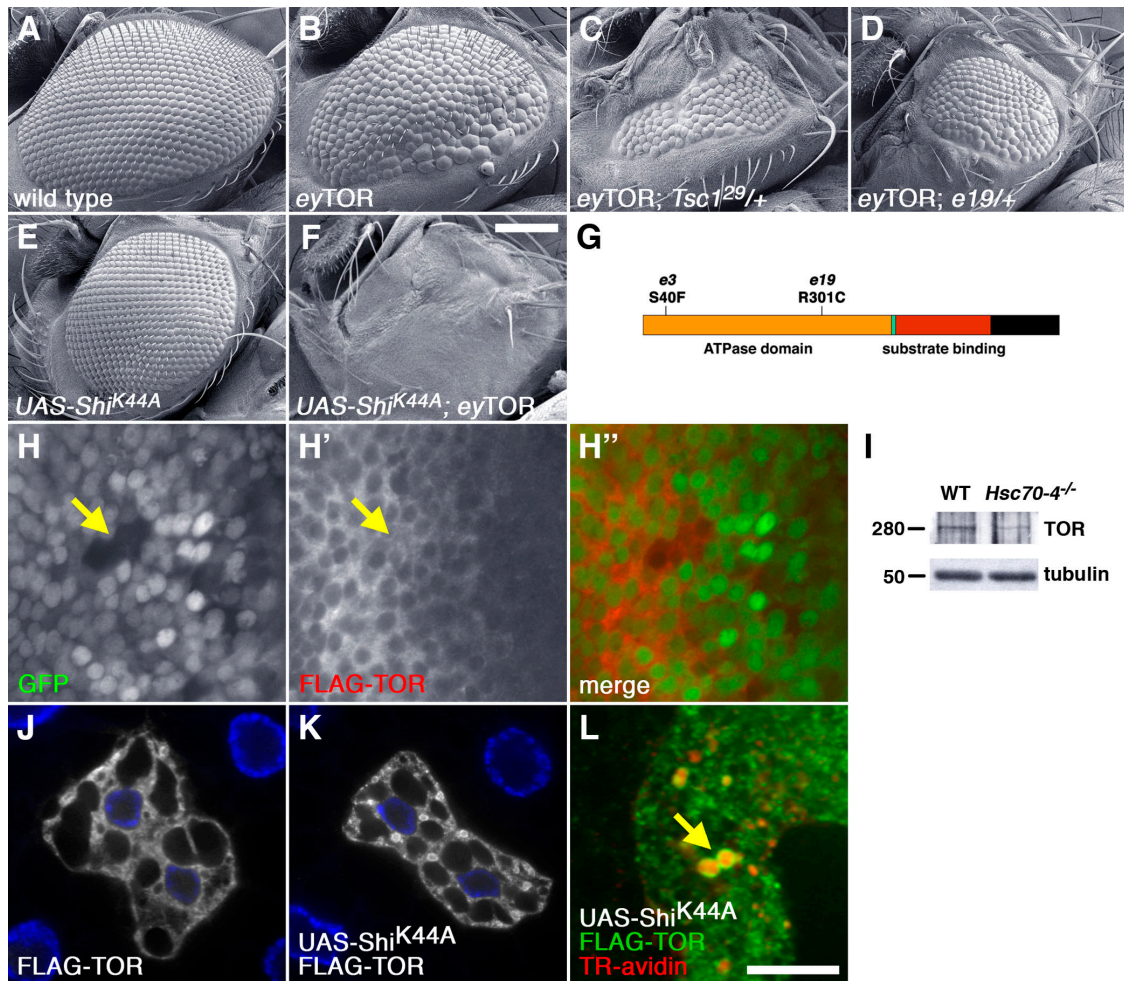 A
wild type
B
eyTOR
C
eyTOR; Tsc1²⁹/+
D
eyTOR; e19/+
E
UAS-Shiᴷ⁴⁴ᴬ
F
UAS-Shiᴷ⁴⁴ᴬ; eyTOR
G
e3
S40F
e19
R301C
ATPase domain
substrate binding
H
GFP
H'
FLAG-TOR
H''
merge
I
WT
Hsc70-4⁻/⁻
280
TOR
50
tubulin
J
FLAG-TOR
K
UAS-Shiᴷ⁴⁴ᴬ
FLAG-TOR
L
UAS-Shiᴷ⁴⁴ᴬ
FLAG-TOR
TR-avidin